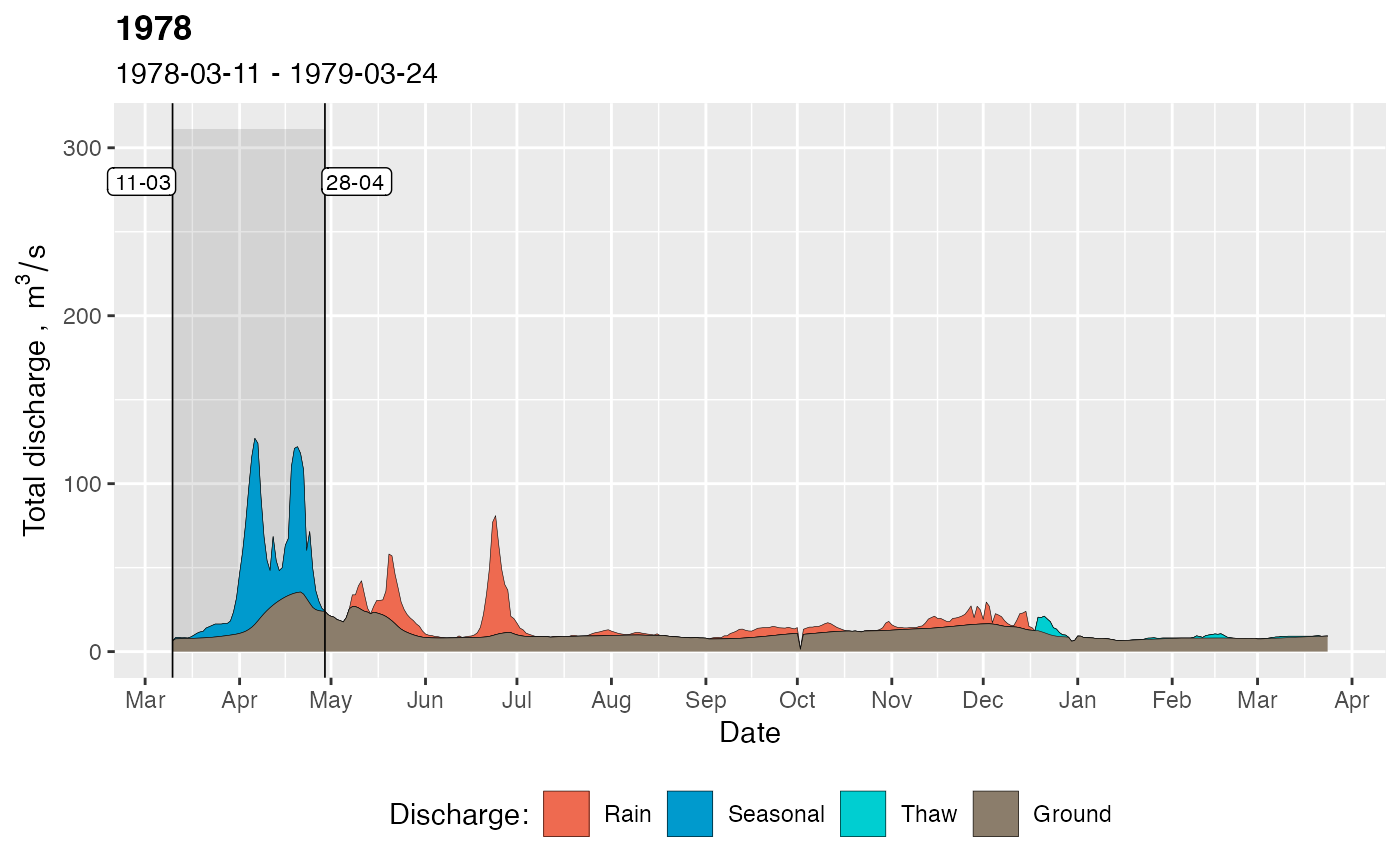 1978
1978-03-11 - 1979-03-24
Total discharge , m³/s
300
200
100
0
11-03
28-04
Mar Apr May Jun Jul Aug Sep Oct Nov Dec Jan Feb Mar Apr
Date
Discharge: Rain Seasonal Thaw Ground